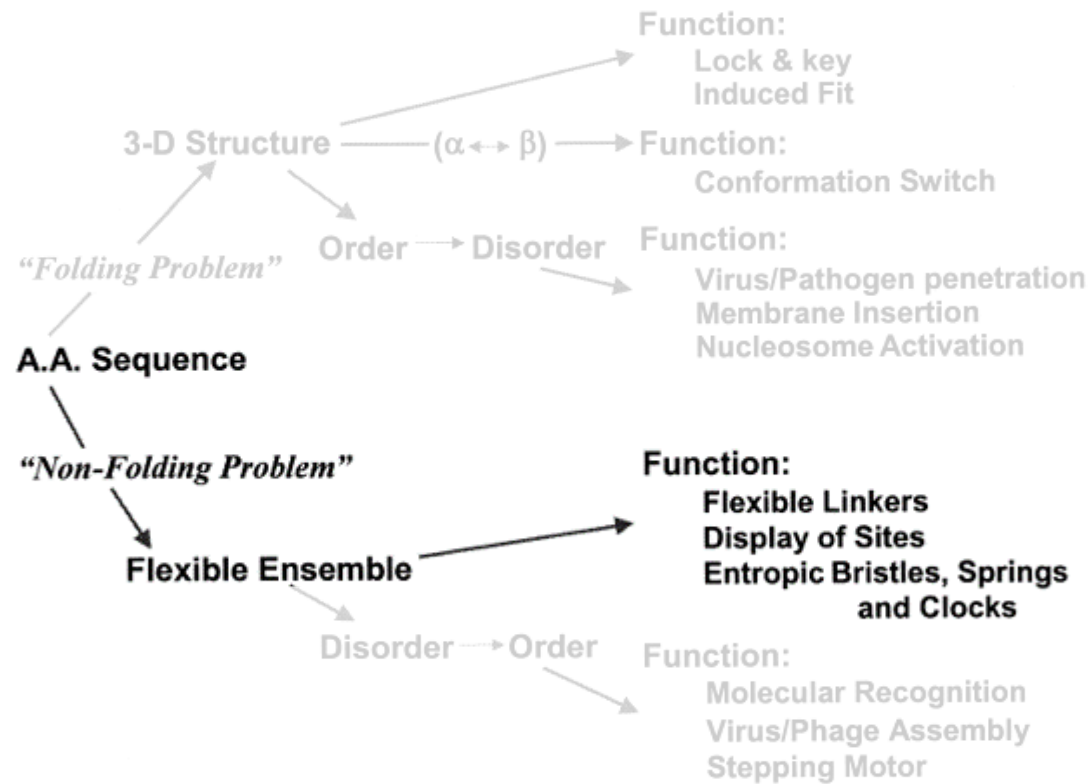 Function:
Lock & key
Induced Fit
3-D Structure
(α ↔ β)
Function:
Conformation Switch
Order → Disorder
Function:
Virus/Pathogen penetration
Membrane Insertion
Nucleosome Activation
“Folding Problem”
A.A. Sequence
“Non-Folding Problem”
Function:
Flexible Linkers
Display of Sites
Entropic Bristles, Springs
and Clocks
Flexible Ensemble
Disorder → Order
Function:
Molecular Recognition
Virus/Phage Assembly
Stepping Motor